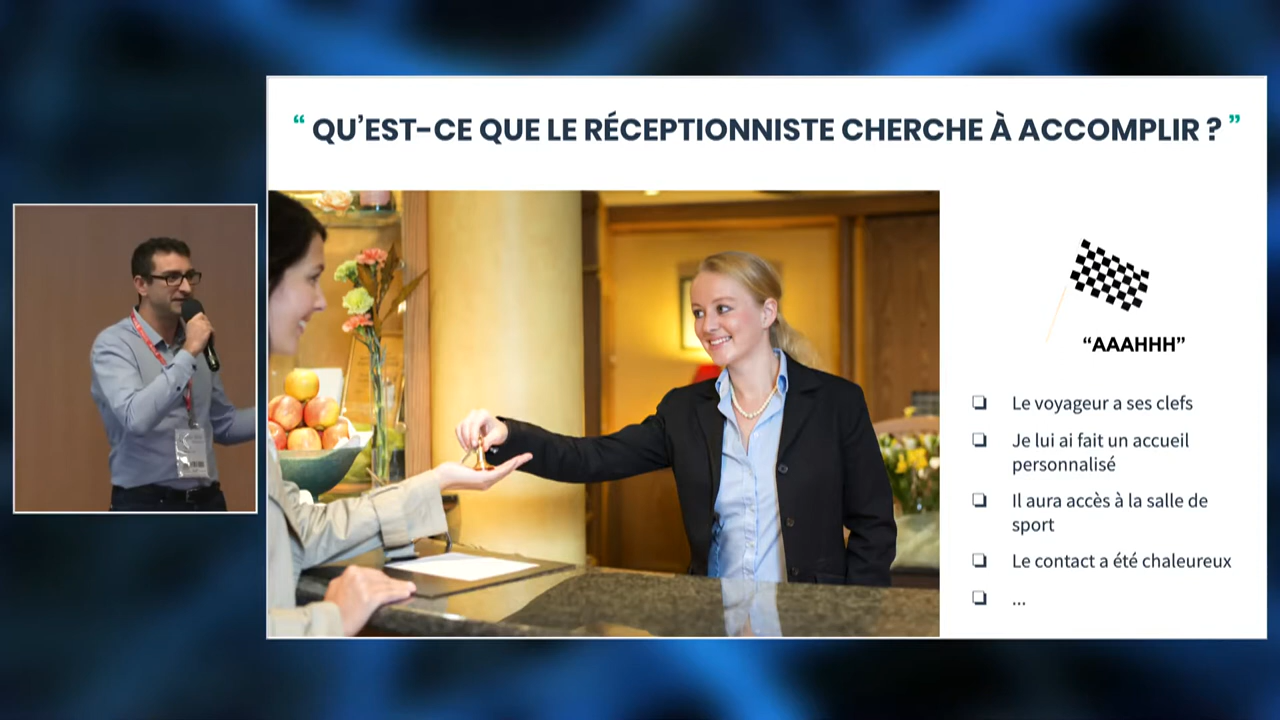 “ QU’EST-CE QUE LE RÉCEPTIONNISTE CHERCHE À ACCOMPLIR ? ”
“AAAHHH”
Le voyageur a ses clefs
Je lui ai fait un accueil
personnalisé
Il aura accès à la salle de
sport
Le contact a été chaleureux
...